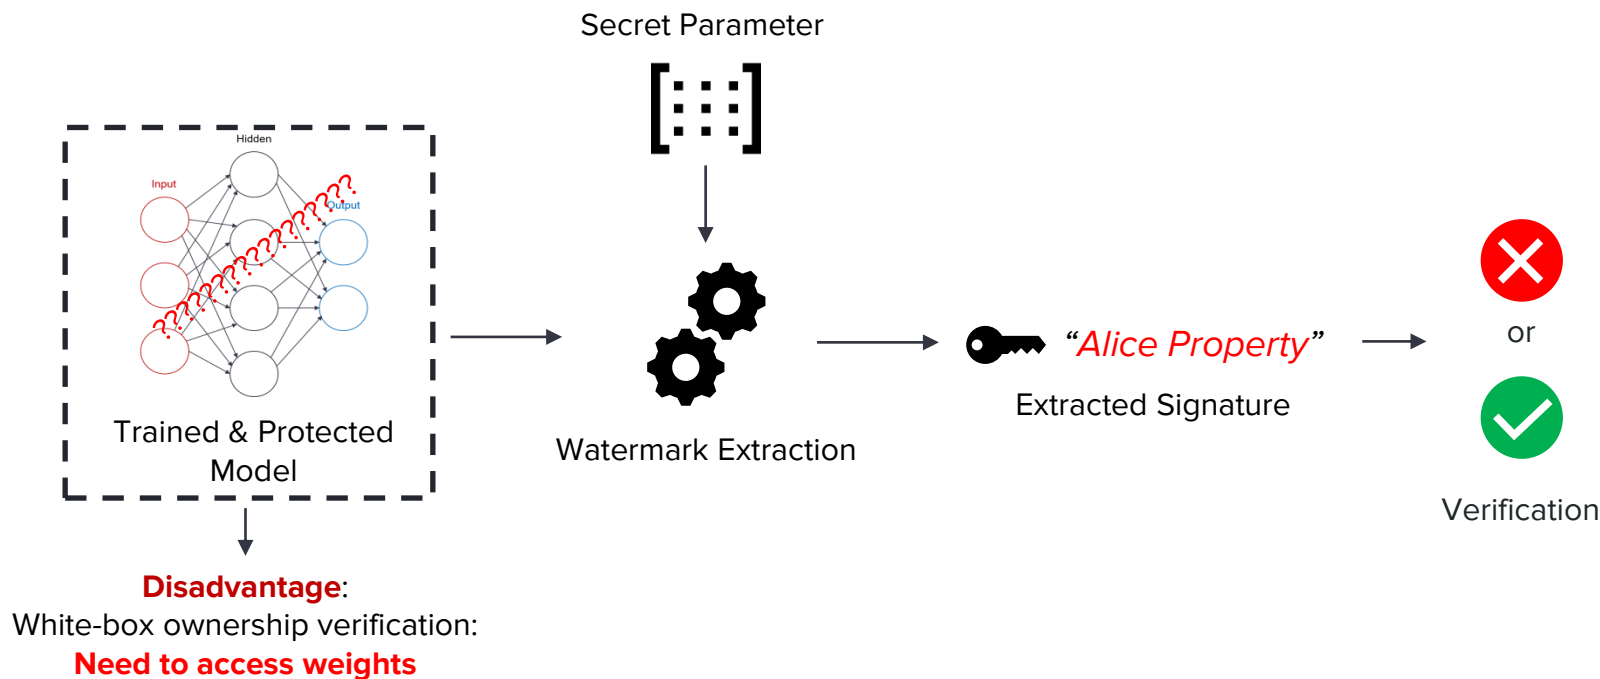 Secret Parameter
Hidden
Input
Output
?????????????????
Trained & Protected
Model
Watermark Extraction
“Alice Property”
Extracted Signature
or
Verification
Disadvantage:
White-box ownership verification:
Need to access weights